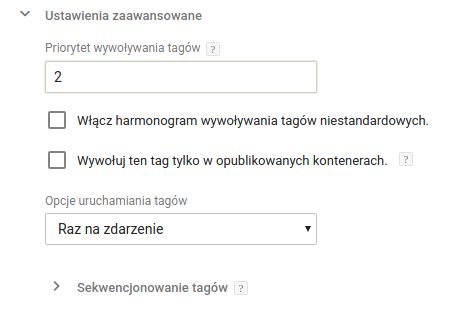 Ustawienia zaawansowane
Priorytet wywoływania tagów ?
2
Włącz harmonogram wywoływania tagów niestandardowych.
Wywołuj ten tag tylko w opublikowanych kontenerach. ?
Opcje uruchamiania tagów
Raz na zdarzenie
Sekwencjonowanie tagów ?